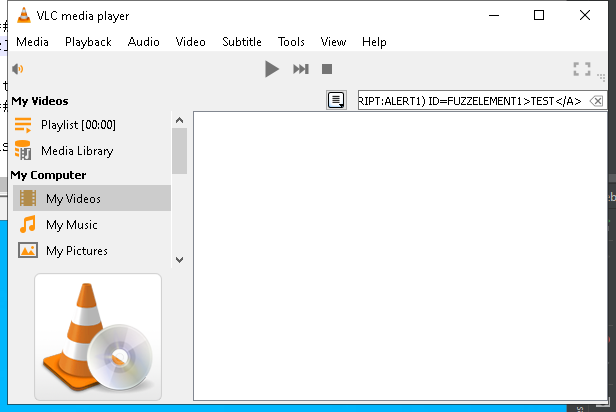 VLC media player
Media Playback Audio Video Subtitle Tools View Help
My Videos
RIPT:ALERT1) ID=FUZZELEMENT1>TEST</A>
Playlist [00:00]
Media Library
My Computer
My Videos
My Music
My Pictures